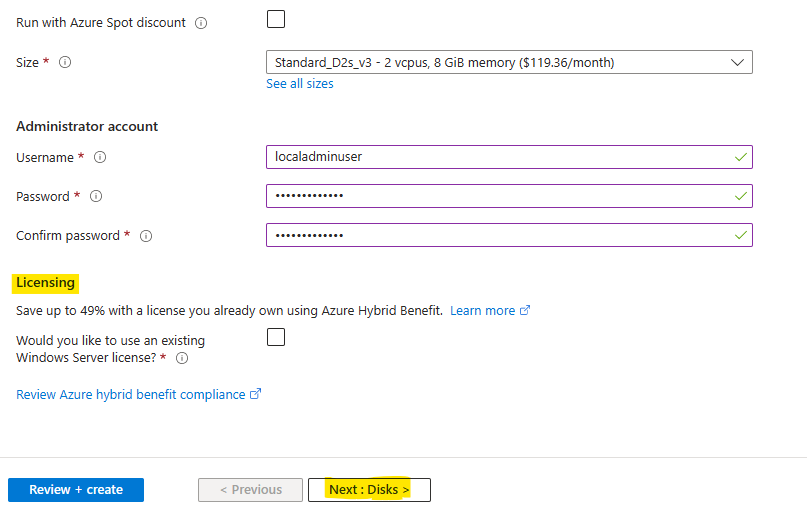 Run with Azure Spot discount
Size * Standard_D2s_v3 - 2 vcpus, 8 GiB memory ($119.36/month)
See all sizes
Administrator account
Username * localadminuser
Password * •••••••••••••
Confirm password * •••••••••••••
Licensing
Save up to 49% with a license you already own using Azure Hybrid Benefit. Learn more
Would you like to use an existing
Windows Server license? *
Review Azure hybrid benefit compliance
Review + create < Previous Next : Disks >